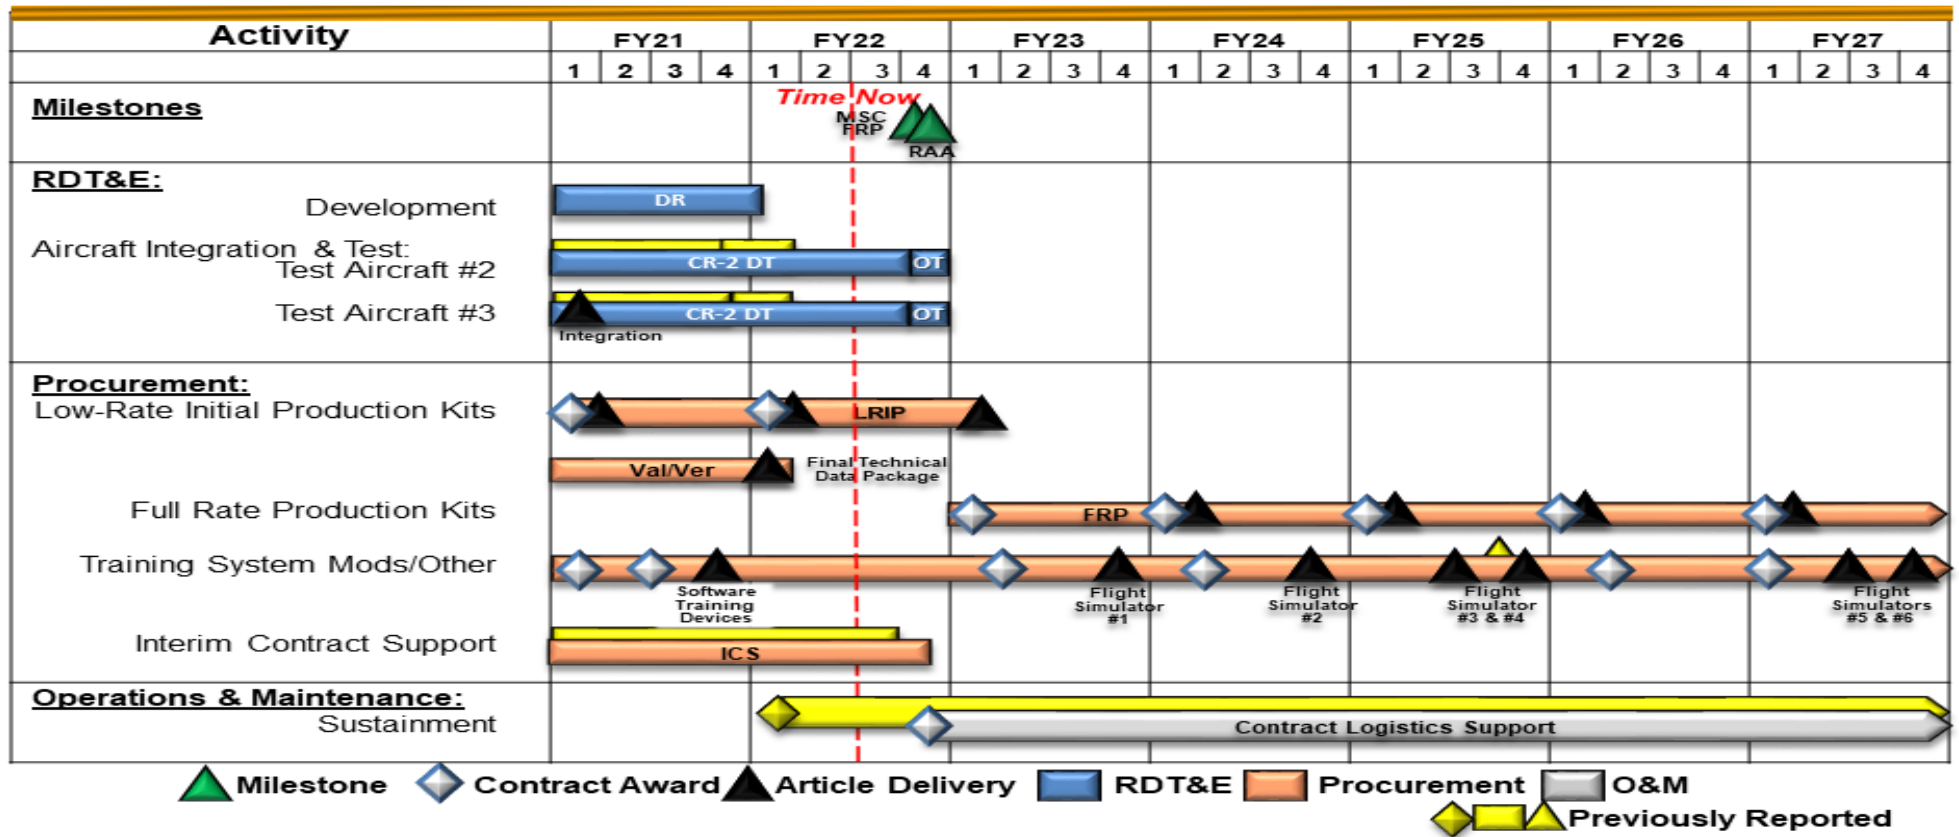 Activity
FY21 FY22 FY23 FY24 FY25 FY26 FY27
1 2 3 4 1 2 3 4 1 2 3 4 1 2 3 4 1 2 3 4 1 2 3 4 1 2 3 4
Milestones
Time Now
MSC
FRP
RAA
RDT&E:
Development
DR
Aircraft Integration & Test:
Test Aircraft #2
CR-2 DT OT
Test Aircraft #3
CR-2 DT OT
Integration
Procurement:
Low-Rate Initial Production Kits
LRIP
Val/Ver
Final Technical
Data Package
Full Rate Production Kits
FRP
Training System Mods/Other
Software
Training
Devices
Flight
Simulator
#1
Flight
Simulator
#2
Flight
Simulator
#3 & #4
Flight
Simulators
#5 & #6
Interim Contract Support
ICS
Operations & Maintenance:
Sustainment
Contract Logistics Support
Milestone Contract Award Article Delivery RDT&E Procurement O&M
Previously Reported